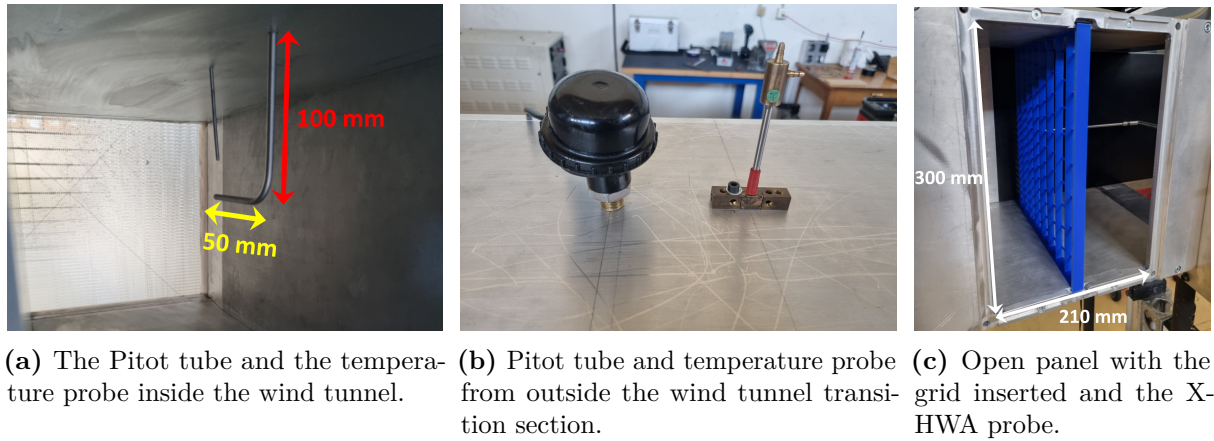 100 mm
50 mm
300 mm
210 mm
(a) The Pitot tube and the tempera-
ture probe inside the wind tunnel.
(b) Pitot tube and temperature probe
from outside the wind tunnel transi-
tion section.
(c) Open panel with the
grid inserted and the X-
HWA probe.